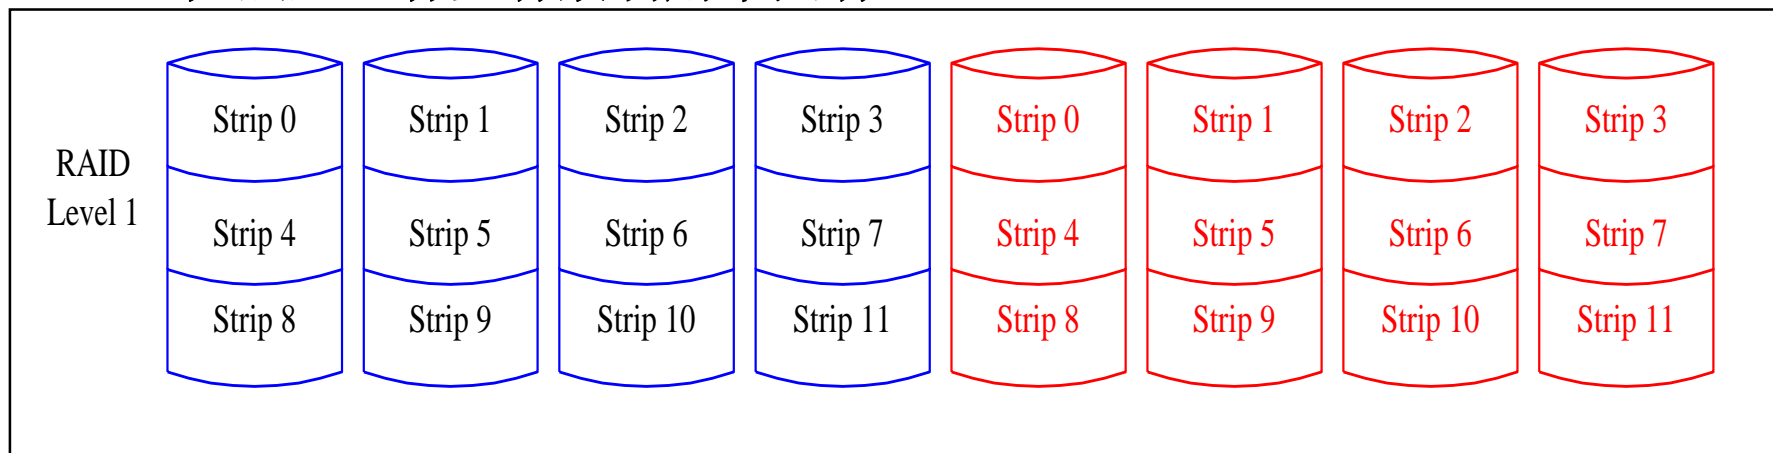 Strip 0 Strip 1 Strip 2 Strip 3 Strip 0 Strip 1 Strip 2 Strip 3
RAID
Level 1
Strip 4 Strip 5 Strip 6 Strip 7 Strip 4 Strip 5 Strip 6 Strip 7
Strip 8 Strip 9 Strip 10 Strip 11 Strip 8 Strip 9 Strip 10 Strip 11